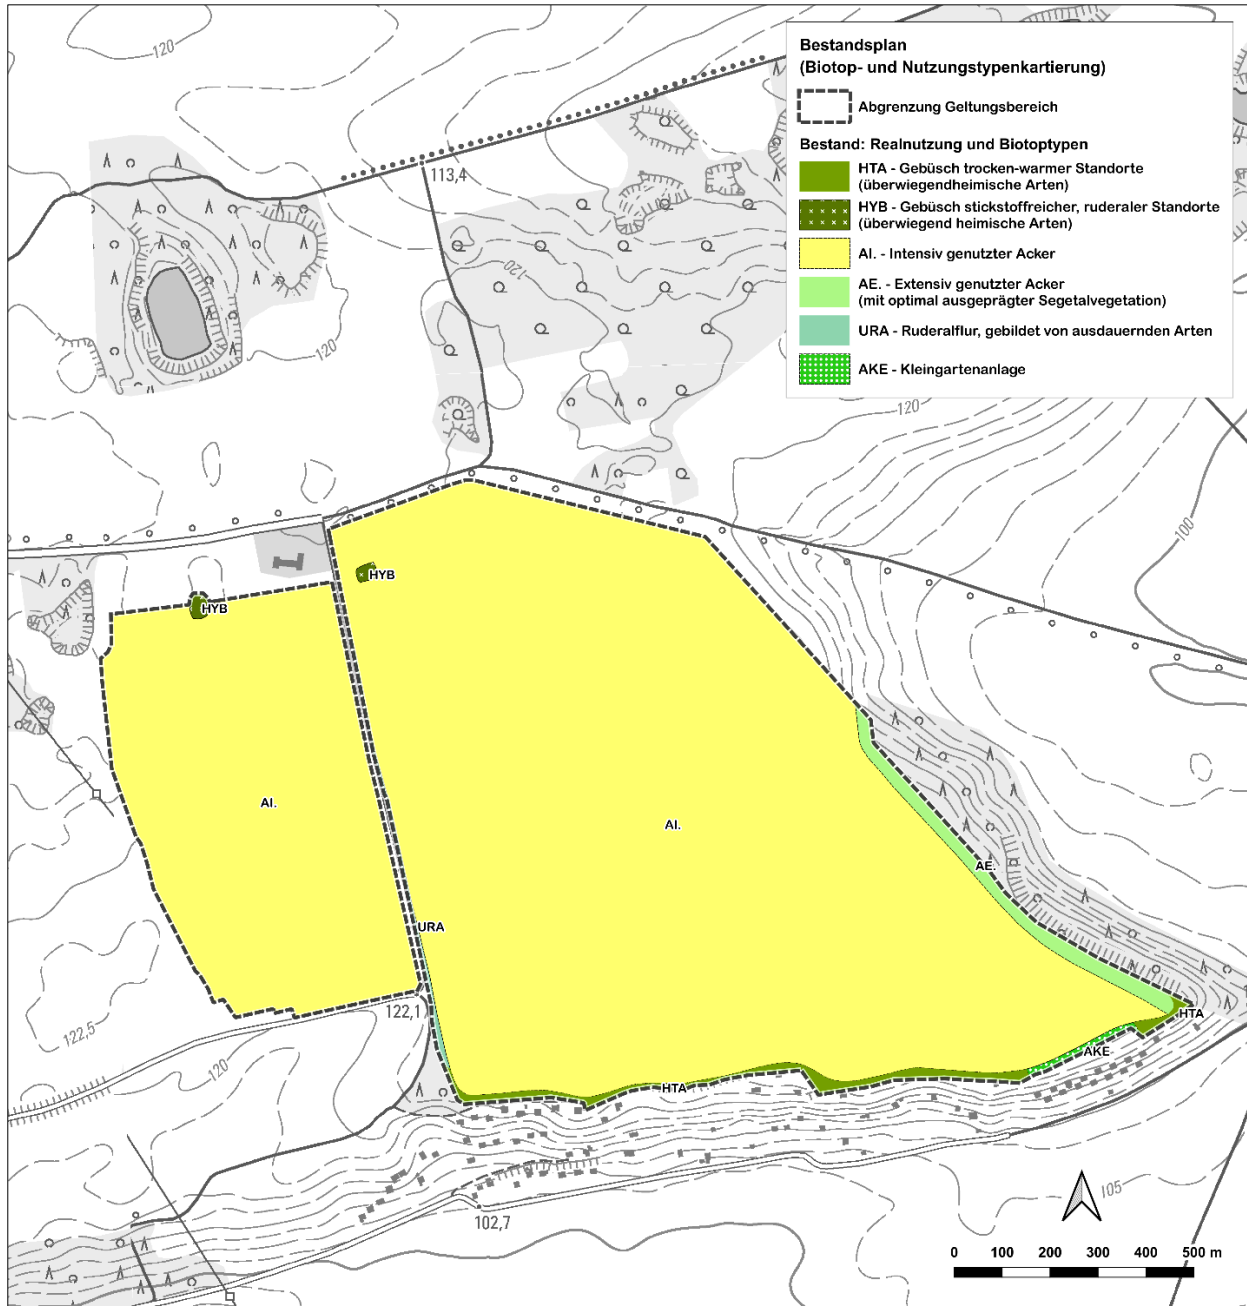 Bestandsplan
(Biotop- und Nutzungstypenkartierung)
Abgrenzung Geltungsbereich
Bestand: Realnutzung und Biotoptypen
HTA - Gebüsch trocken-warmer Standorte
(überwiegendheimische Arten)
HYB - Gebüsch stickstoffreicher, ruderaler Standorte
(überwiegend heimische Arten)
AI. - Intensiv genutzter Acker
AE. - Extensiv genutzter Acker
(mit optimal ausgeprägter Segetalvegetation)
URA - Ruderalflur, gebildet von ausdauernden Arten
AKE - Kleingartenanlage
120
113,4
120
120
120
100
HYB
HYB
AI.
AI.
AE.
URA
122,1
122,5
120
HTA
AKE
HTA
105
102,7
0 100 200 300 400 500 m